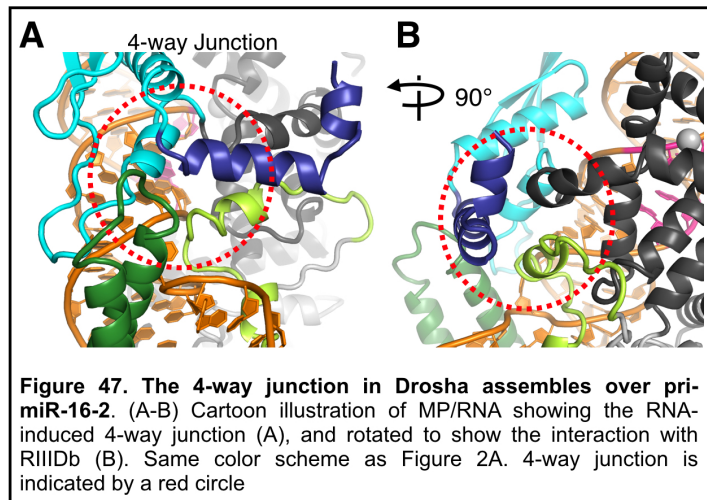 A
4-way Junction
B
90°
Figure 47. The 4-way junction in Drosha assembles over pri-
miR-16-2. (A-B) Cartoon illustration of MP/RNA showing the RNA-
induced 4-way junction (A), and rotated to show the interaction with
RIIIDb (B). Same color scheme as Figure 2A. 4-way junction is
indicated by a red circle